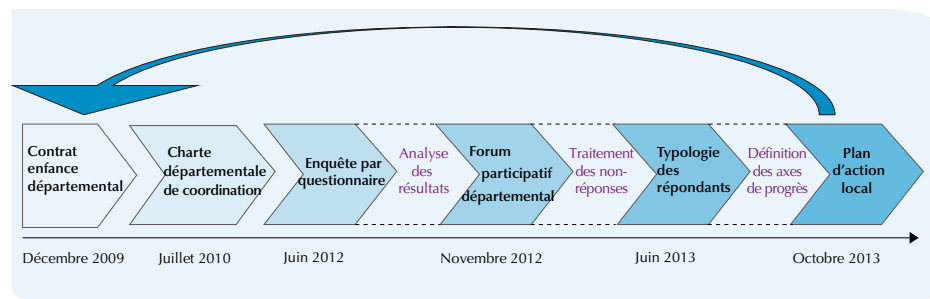 Contrat
enfance
départemental
Charte
départementale
de coordination
Enquête par
questionnaire
Analyse
des
résultats
Forum
participatif
départemental
Traitement
des non-
réponses
Typologie
des
répondants
Définition
des axes
de progrès
Plan
d’action
local
Décembre 2009
Juillet 2010
Juin 2012
Novembre 2012
Juin 2013
Octobre 2013